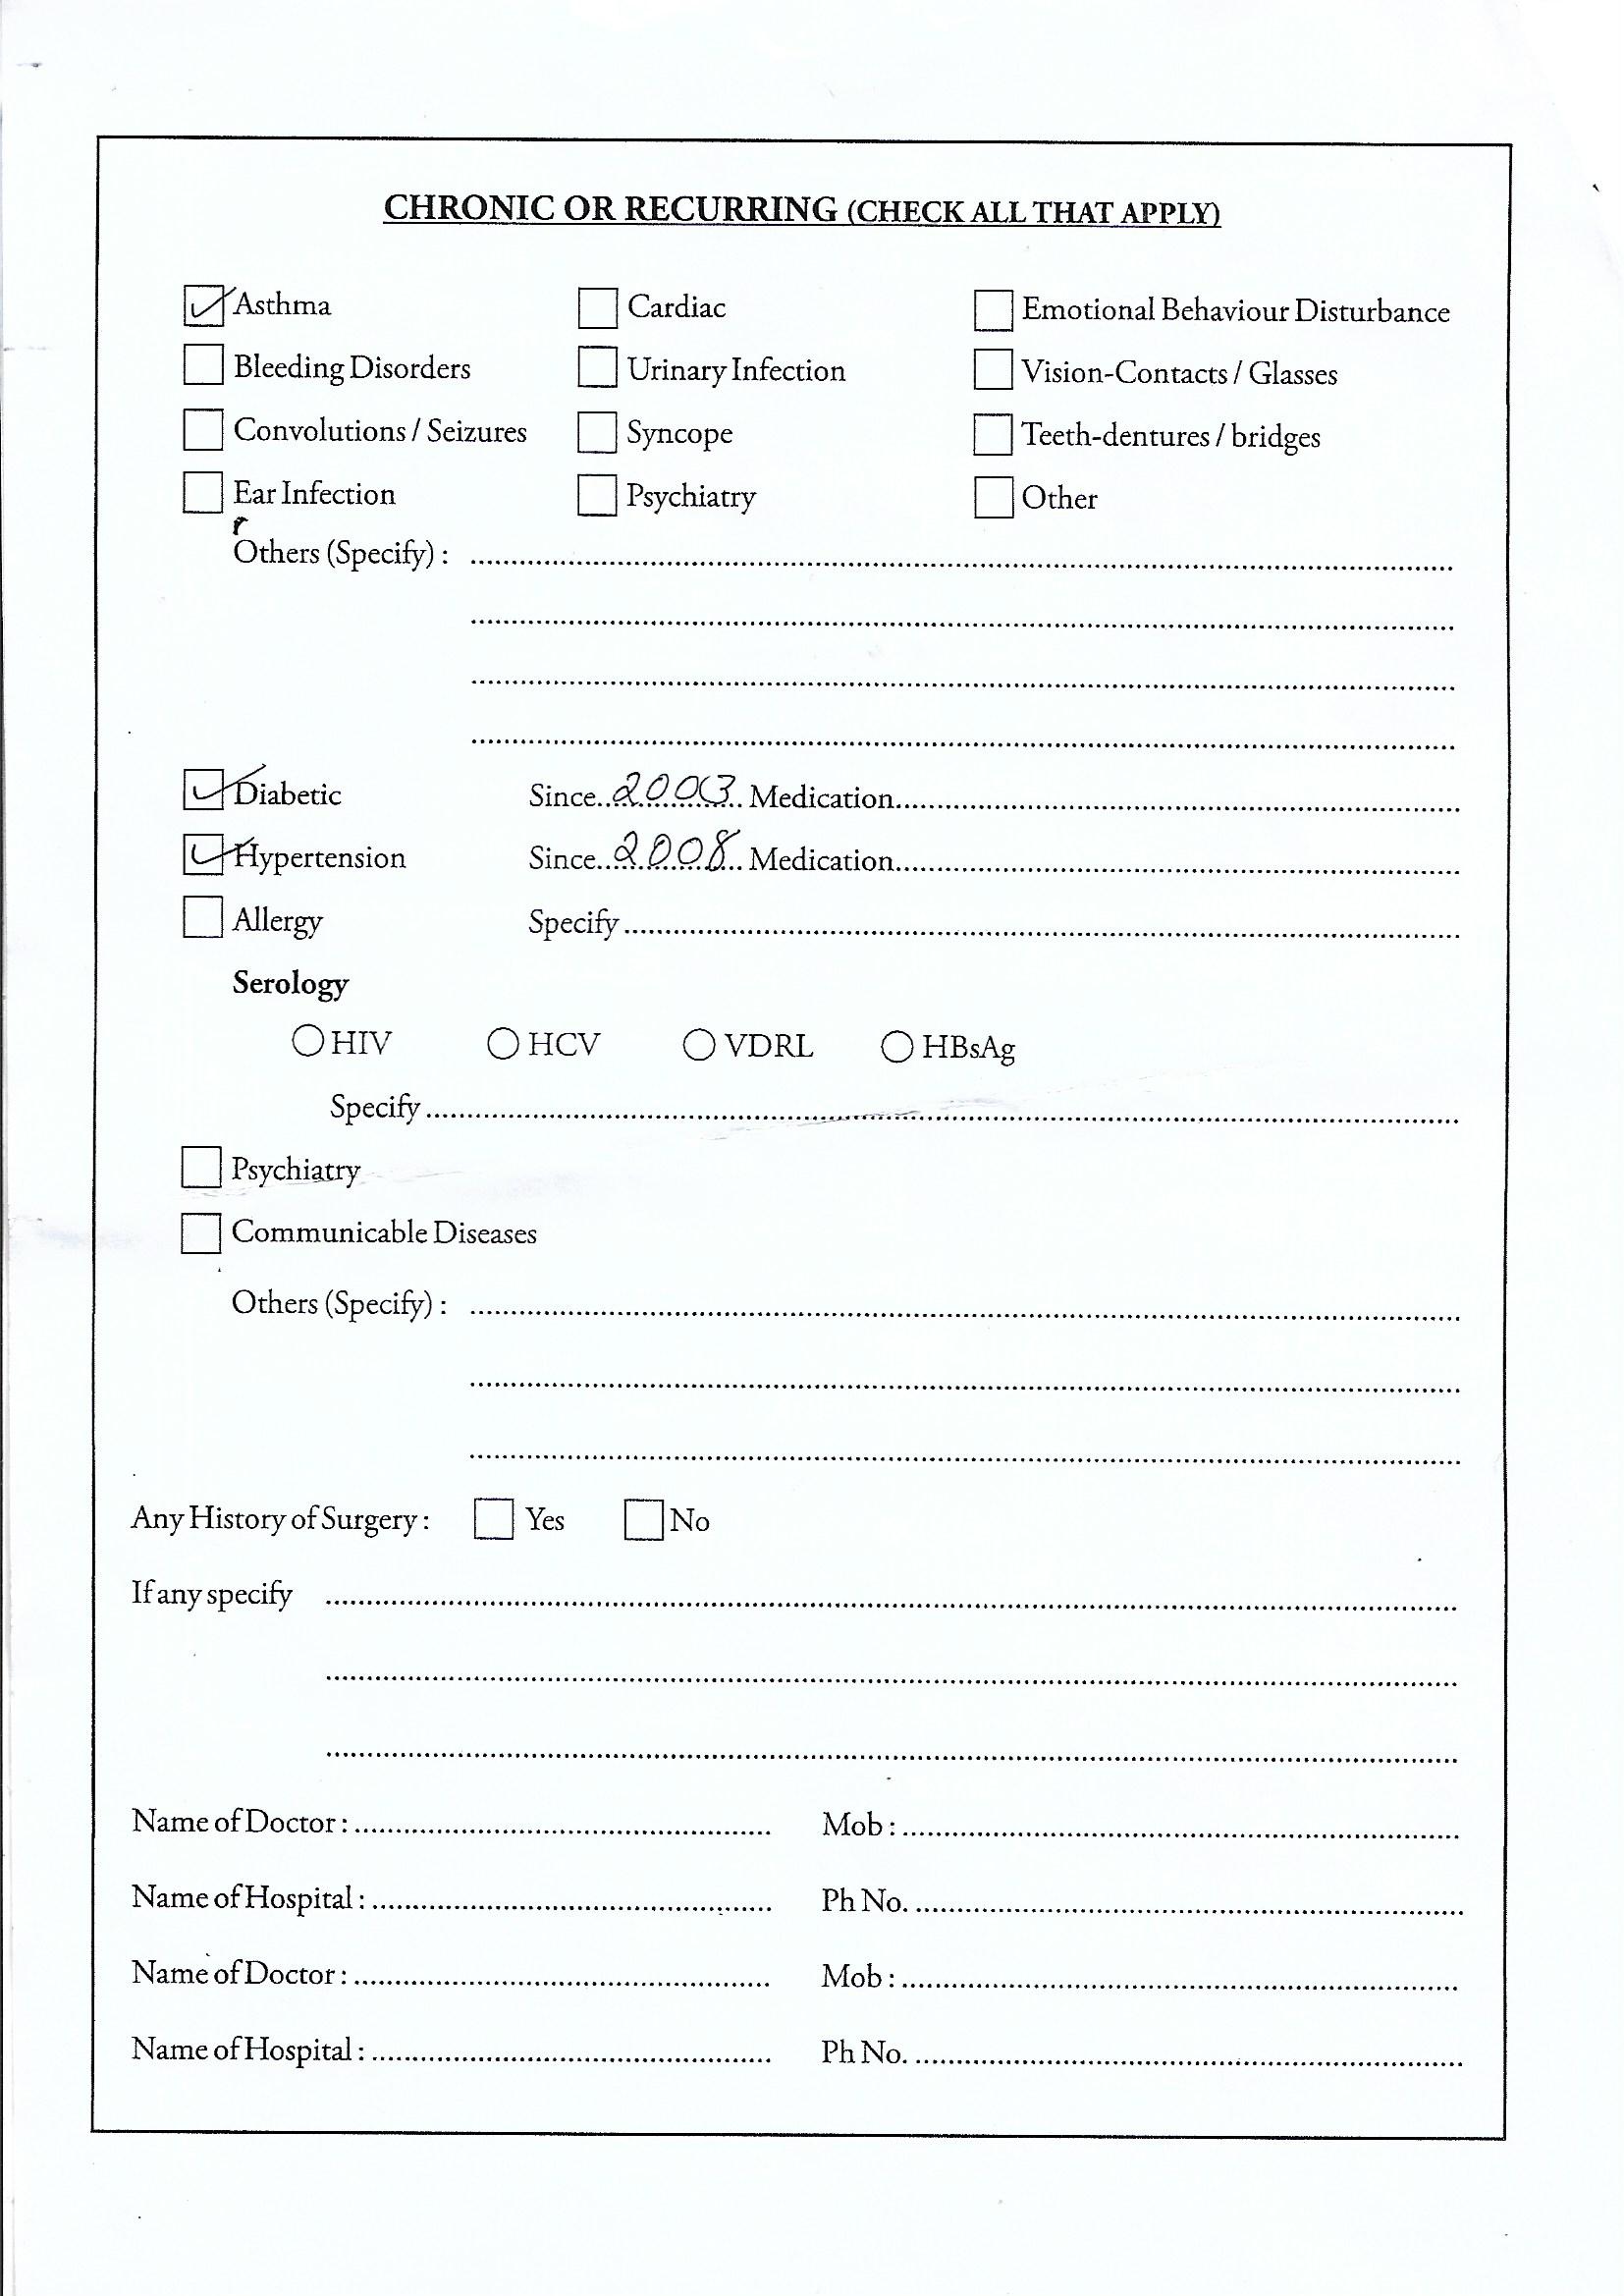 CHRONIC OR RECURRING (CHECK ALL THAT APPLY)
Asthma Cardiac Emotional Behaviour Disturbance
Bleeding Disorders Urinary Infection Vision-Contacts / Glasses
Convolutions / Seizures Syncope Teeth-dentures / bridges
Ear Infection Psychiatry Other
Others (Specify) :
Diabetic Since 2003 Medication
Hypertension Since 2008 Medication
Allergy Specify
Serology
HIV HCV VDRL HBsAg
Specify
Psychiatry
Communicable Diseases
Others (Specify) :
Any History of Surgery : Yes No
If any specify
Name of Doctor : Mob :
Name of Hospital : Ph No.
Name of Doctor : Mob :
Name of Hospital : Ph No.